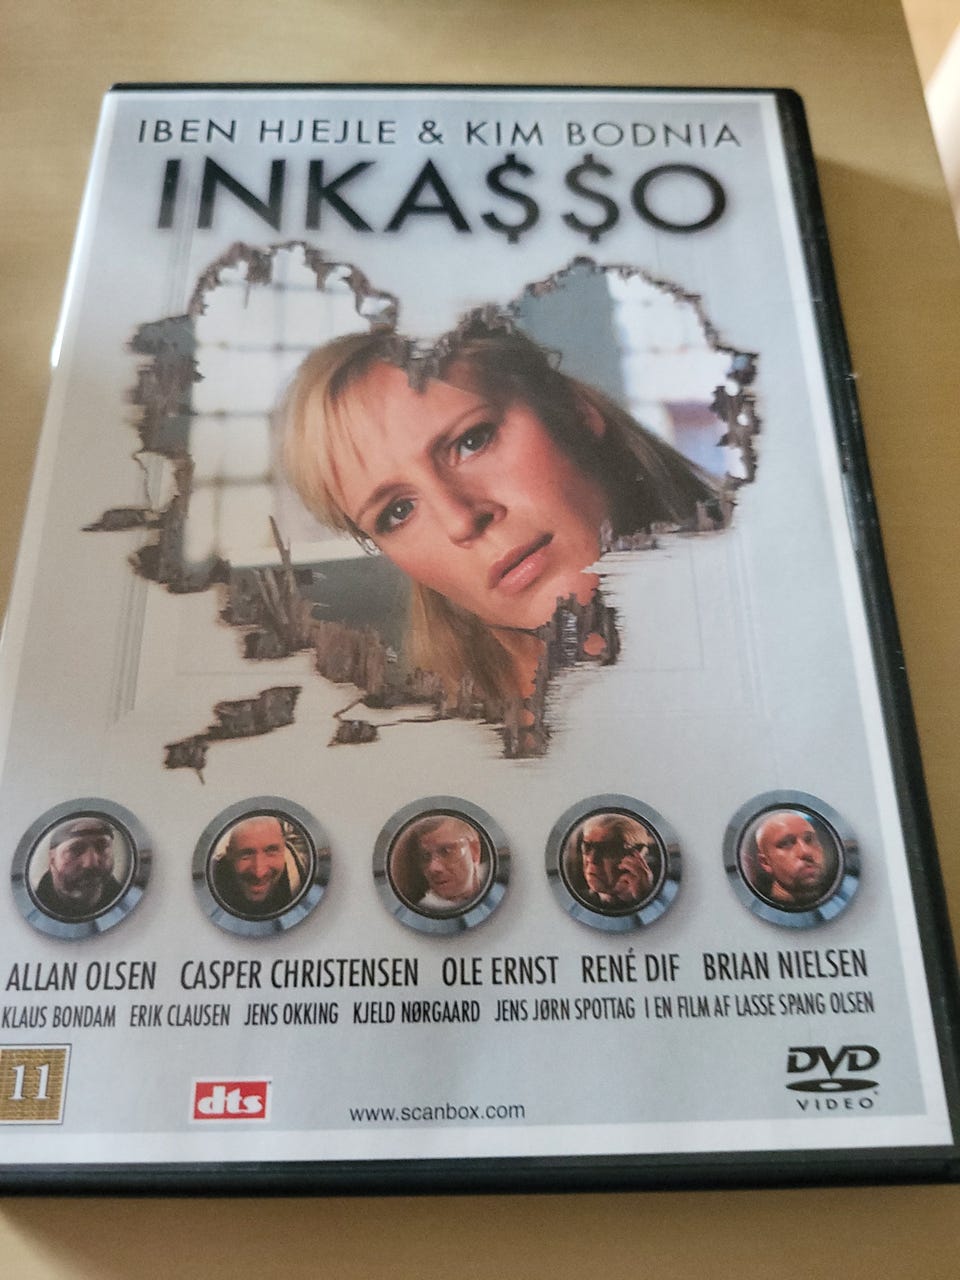 IBEN HJEJLE & KIM BODNIA
INKA$$O
ALLAN OLSEN CASPER CHRISTENSEN OLE ERNST RENÉ DIF BRIAN NIELSEN
KLAUS BONDAM ERIK CLAUSEN JENS OKKING KJELD NØRGAARD JENS JØRN SPOTTAG I EN FILM AF LASSE SPANG OLSEN
11
dts
www.scanbox.com
DVD
VIDEO